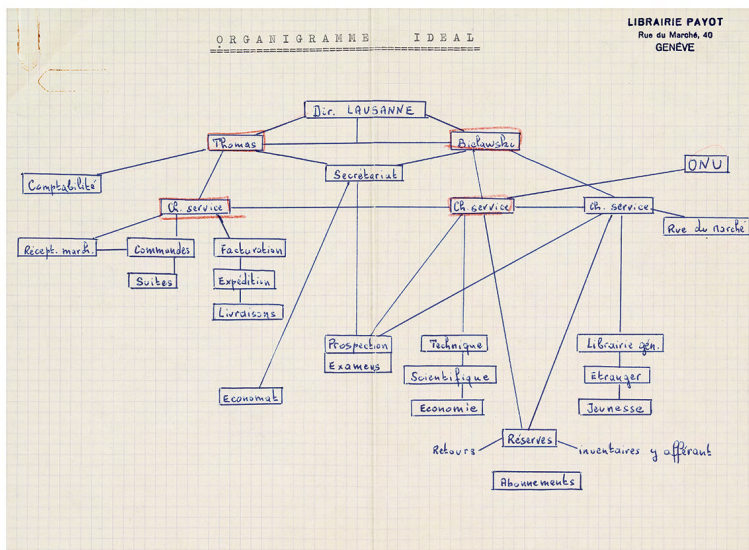 LIBRAIRIE PAYOT
Rue du Marché, 40
GENÈVE
ORGANIGRAMME IDEAL
Dir. LAUSANNE
Thomas
Bielawski
ONU
Comptabilité
Secrétariat
Ch. service
Ch. service
Ch. service
Rue du Marché
Récept. march.
Commandes
Facturation
Suites
Expédition
Livraisons
Prospection
Examens
Technique
Librairie gén.
Scientifique
Etranger
Economat
Economie
Jeunesse
Réserves
Retours
inventaires y afférant
Abonnements